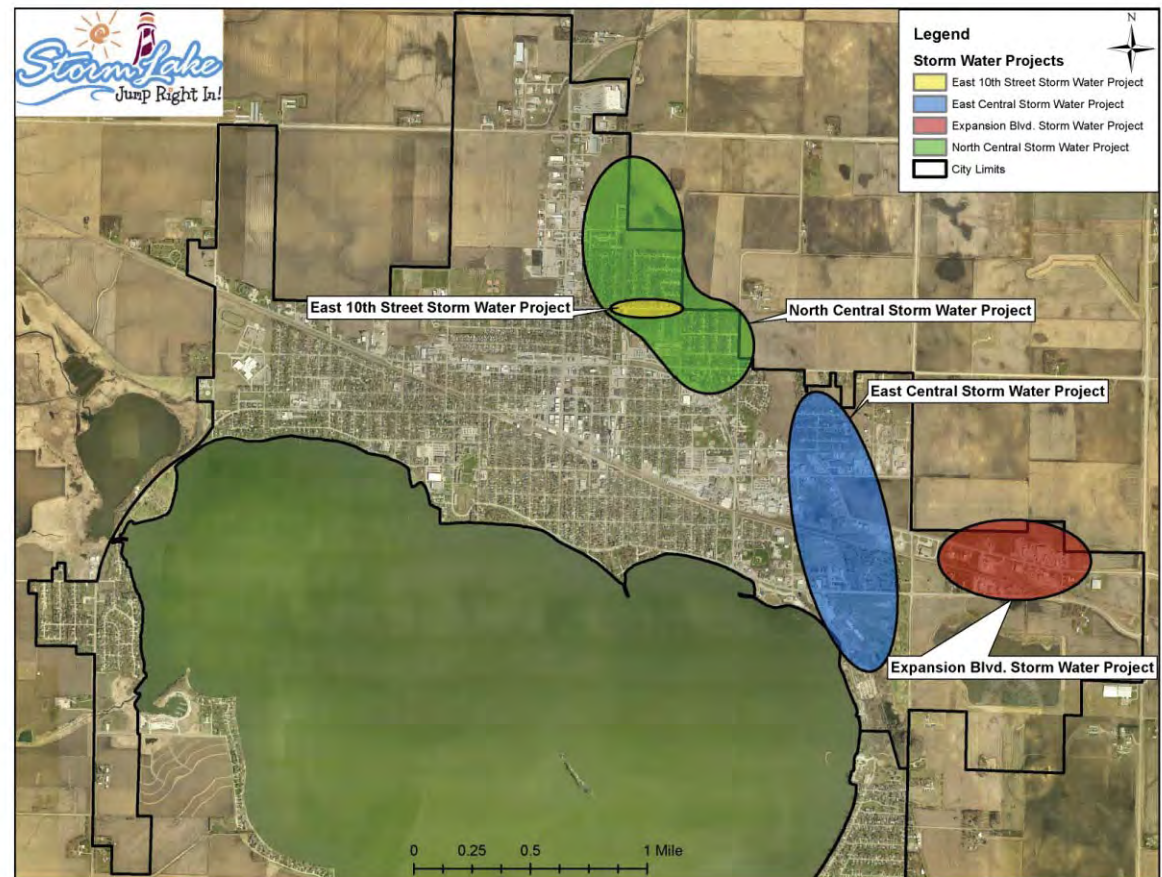 Storm Lake
Jump Right In!
N
Legend
Storm Water Projects
East 10th Street Storm Water Project
East Central Storm Water Project
Expansion Blvd. Storm Water Project
North Central Storm Water Project
City Limits
East 10th Street Storm Water Project
North Central Storm Water Project
East Central Storm Water Project
Expansion Blvd. Storm Water Project
0 0.25 0.5 1 Mile